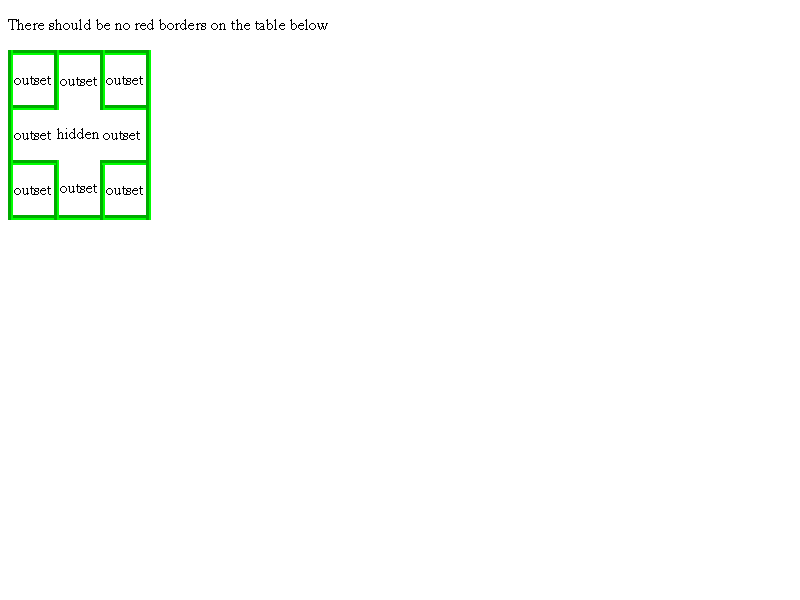 There should be no red borders on the table below
outset outset outset
outset hidden outset
outset outset outset